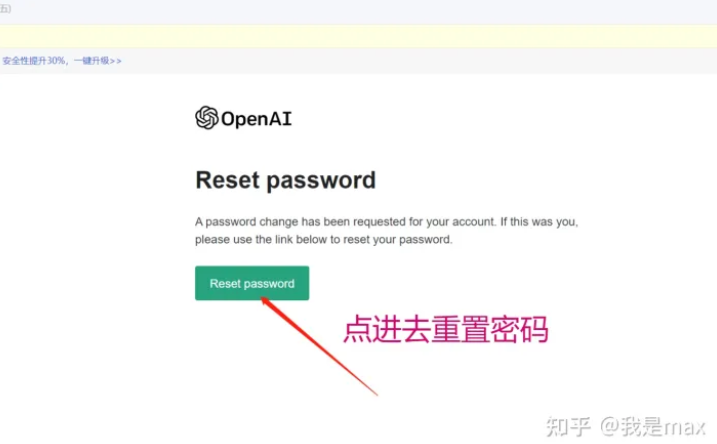 五)
安全性提升30%，一键升级>>
OpenAI
Reset password
A password change has been requested for your account. If this was you,
please use the link below to reset your password.
Reset password
点进去重置密码
知乎 @我是max